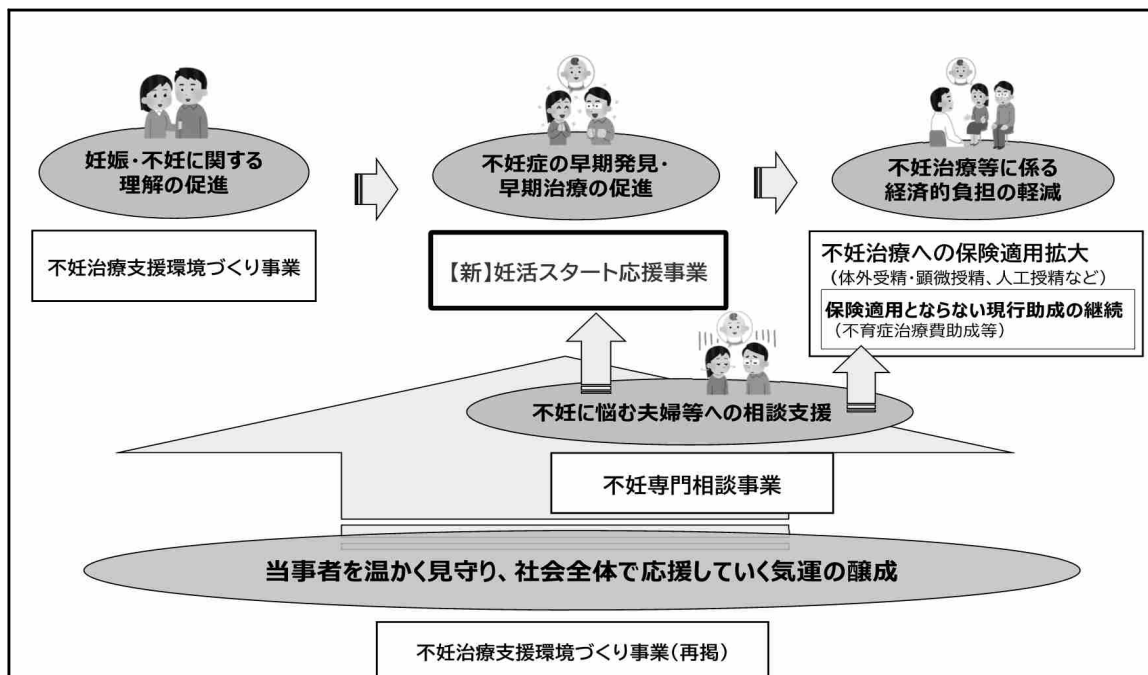 妊娠・不妊に関する
理解の促進
不妊症の早期発見・
早期治療の促進
不妊治療等に係る
経済的負担の軽減
不妊治療支援環境づくり事業
【新】妊活スタート応援事業
不妊治療への保険適用拡大
（体外受精・顕微授精、人工授精など）
保険適用とならない現行助成の継続
（不育症治療費助成等）
不妊に悩む夫婦等への相談支援
不妊専門相談事業
当事者を温かく見守り、社会全体で応援していく気運の醸成
不妊治療支援環境づくり事業（再掲）